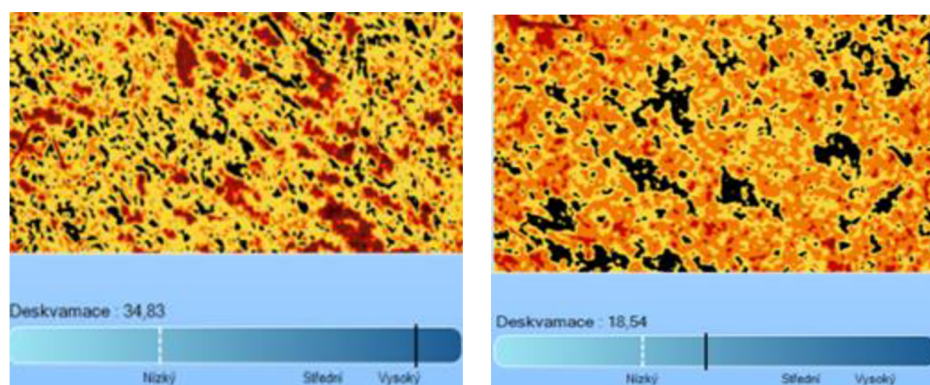 Deskvamace : 34,83
Nízký Střední Vysoký
Deskvamace : 18,54
Nízký Střední Vysoký